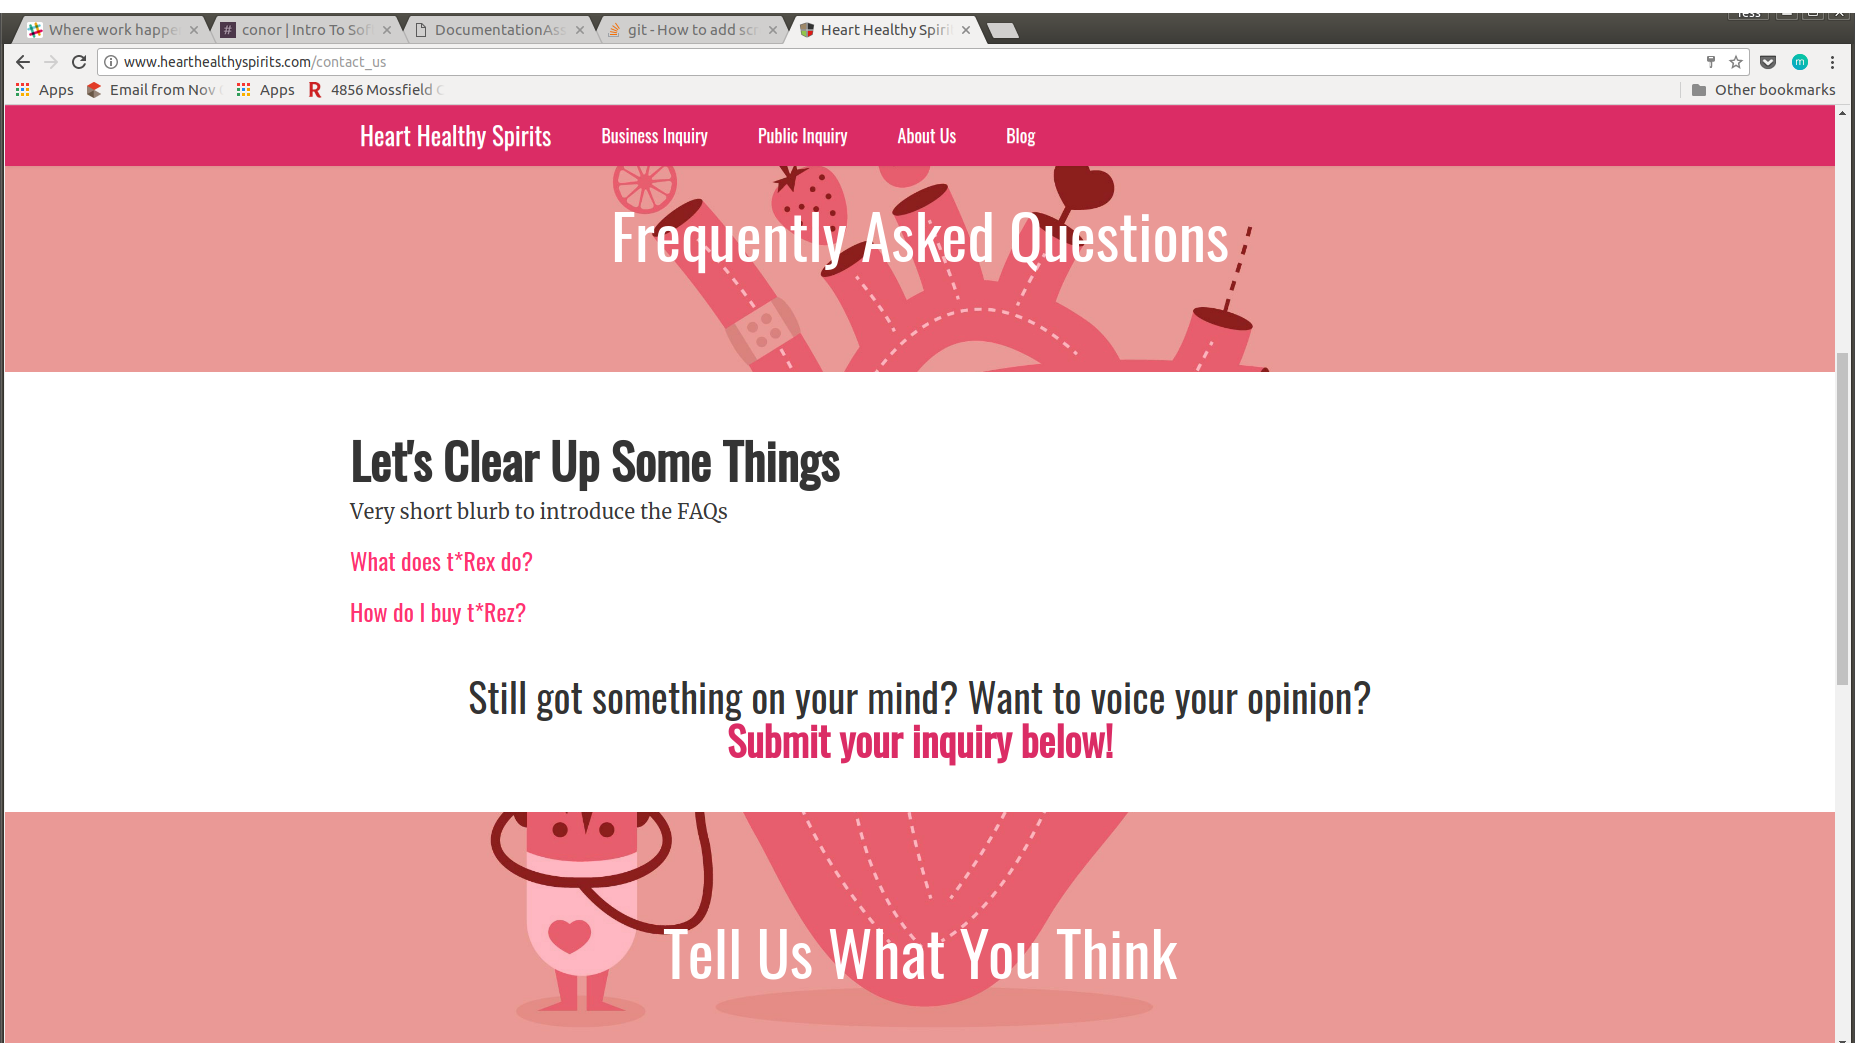 Tess
Where work happe
# conor | Intro To Sof
DocumentationAss
git - How to add scr
Heart Healthy Spiri
www.hearthealthyspirits.com/contact_us
m
Apps
Email from Nov
Apps
R 4856 Mossfield C
Other bookmarks
Heart Healthy Spirits
Business Inquiry
Public Inquiry
About Us
Blog
Frequently Asked Questions
Let's Clear Up Some Things
Very short blurb to introduce the FAQs
What does t*Rex do?
How do I buy t*Rez?
Still got something on your mind? Want to voice your opinion?
Submit your inquiry below!
Tell Us What You Think